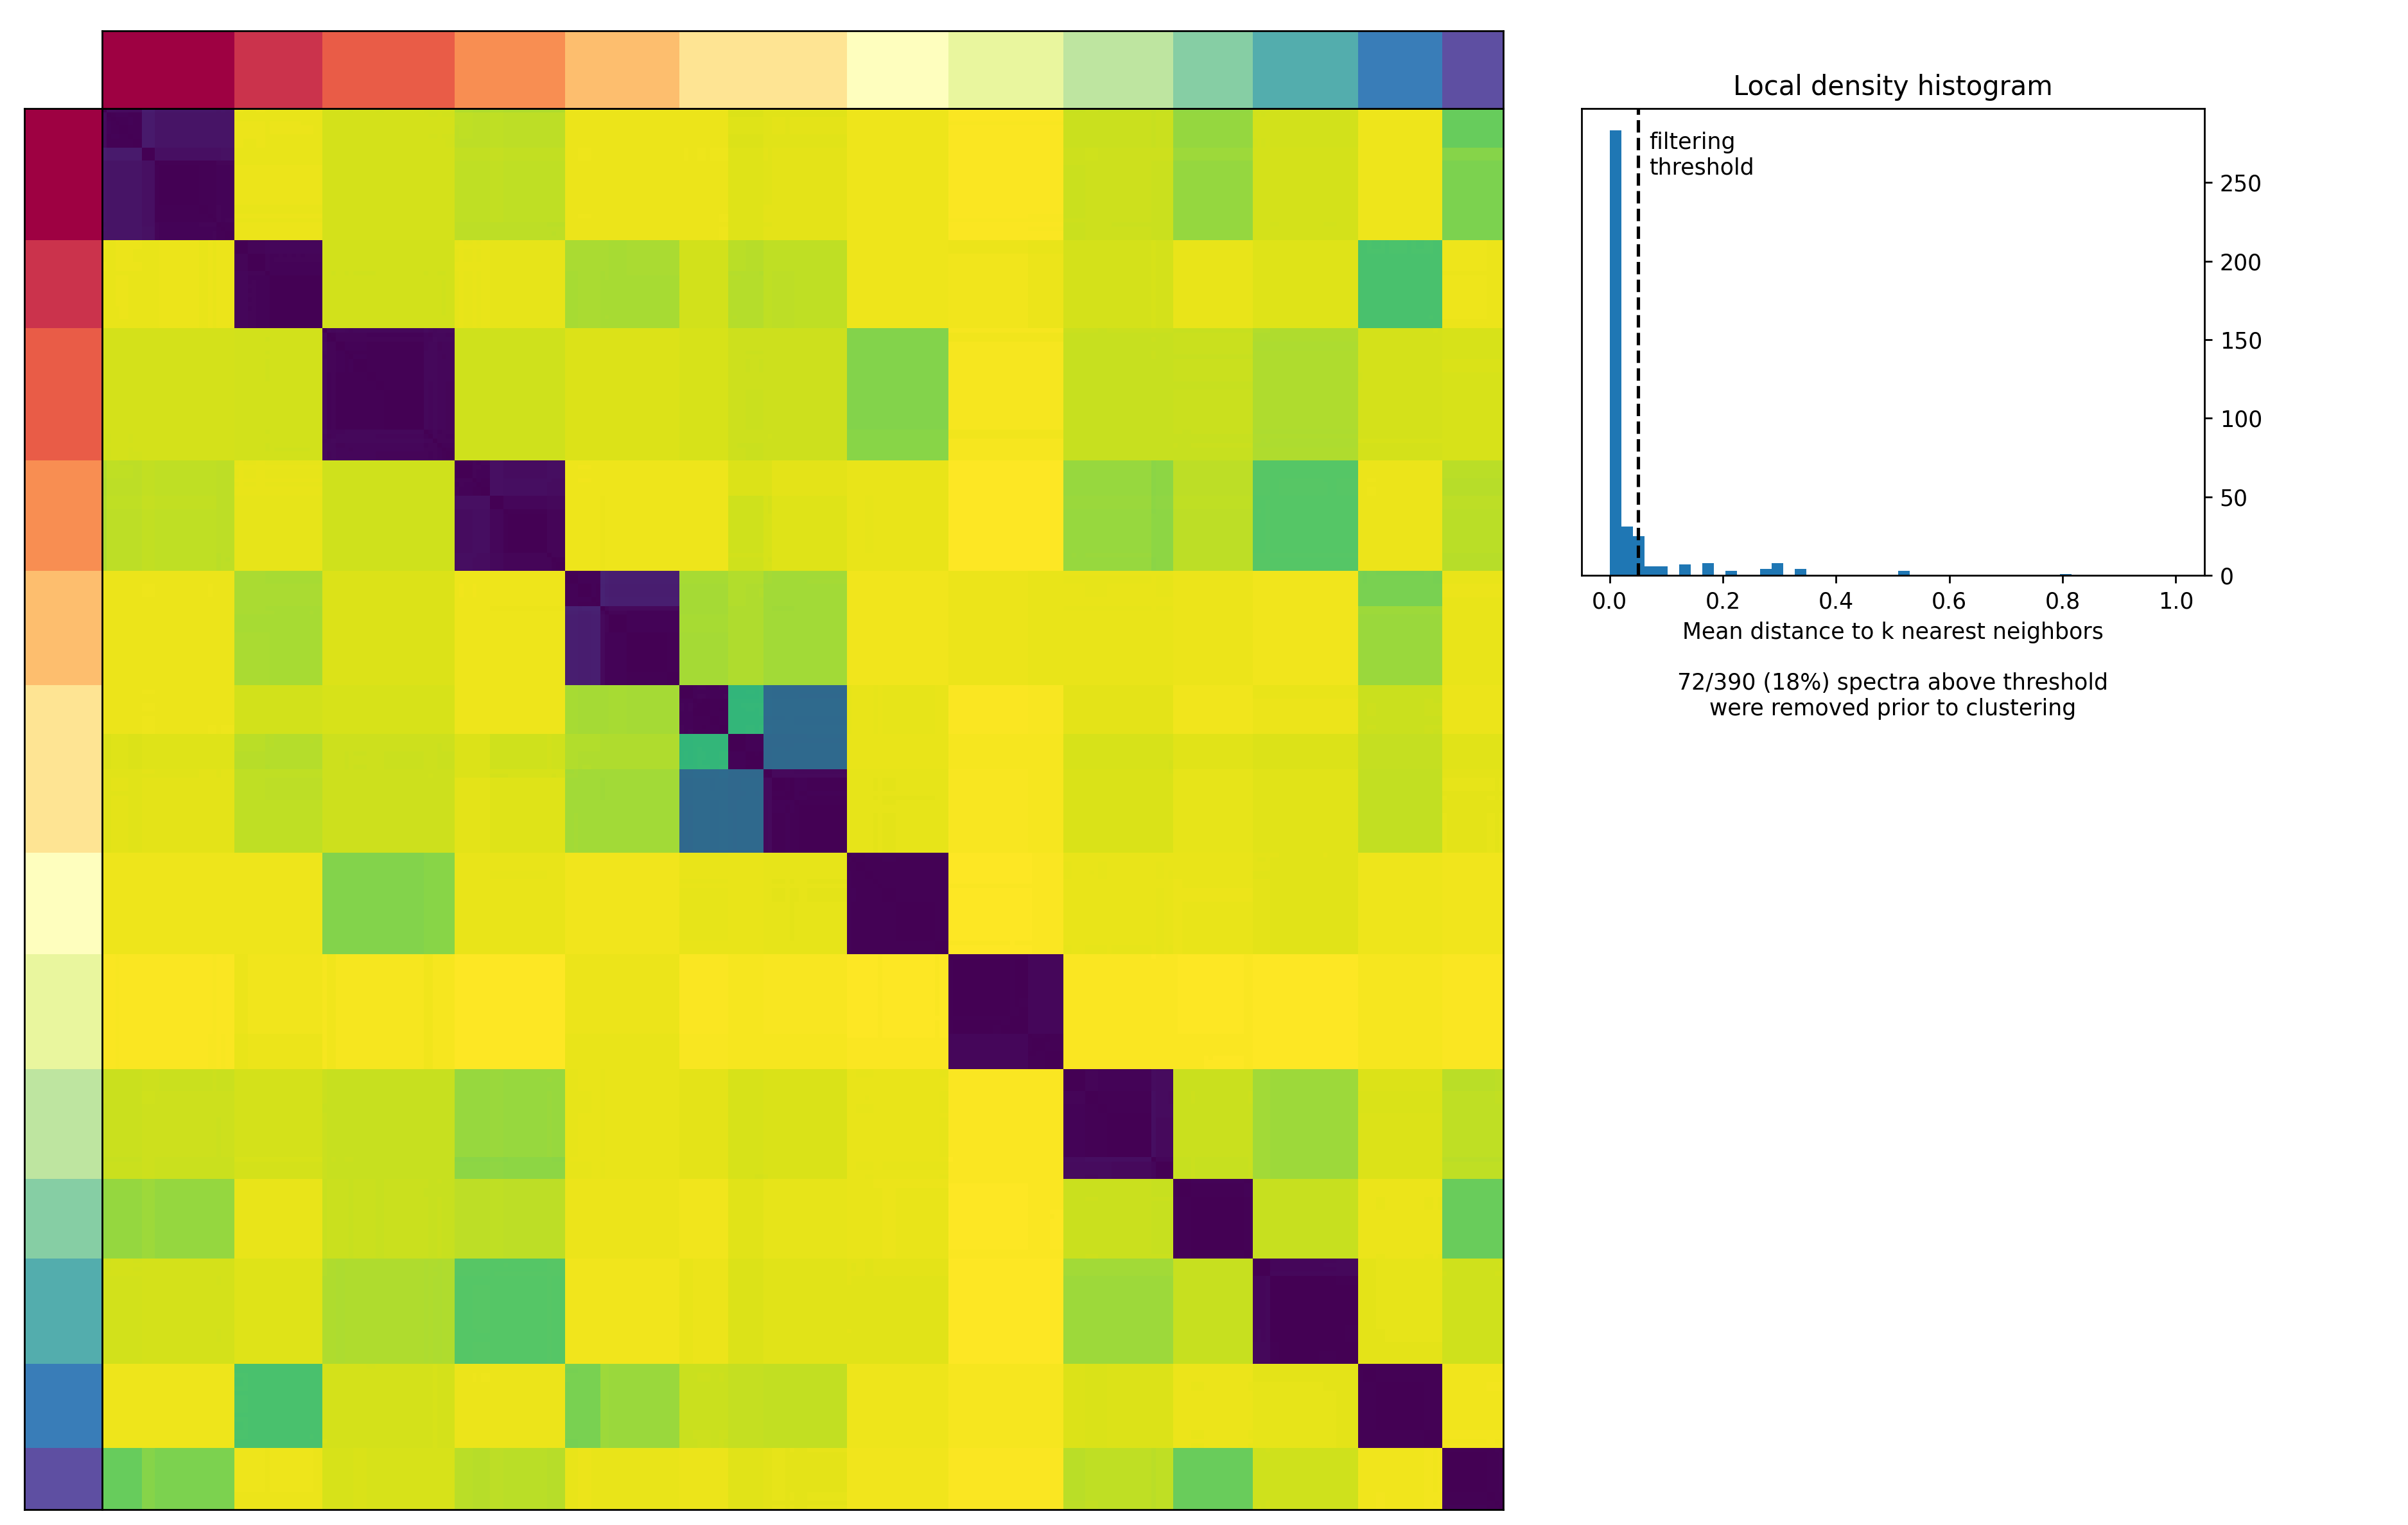 Local density histogram
filtering
threshold
250
200
150
100
50
0
0.0 0.2 0.4 0.6 0.8 1.0
Mean distance to k nearest neighbors
72/390 (18%) spectra above threshold
were removed prior to clustering